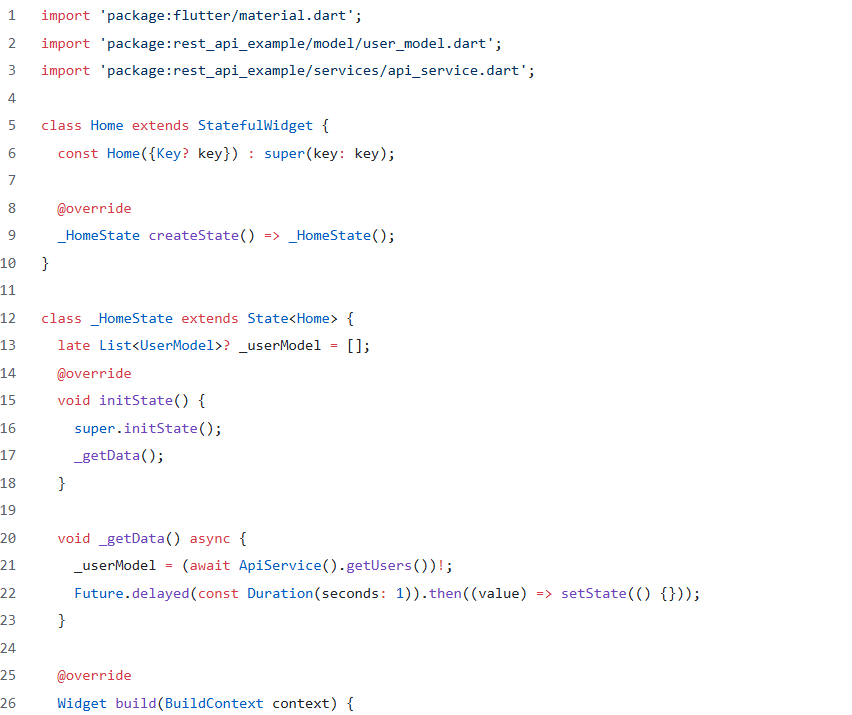 1 import 'package:flutter/material.dart';
2 import 'package:rest_api_example/model/user_model.dart';
3 import 'package:rest_api_example/services/api_service.dart';
4
5 class Home extends StatefulWidget {
6   const Home({Key? key}) : super(key: key);
7
8   @override
9   _HomeState createState() => _HomeState();
10 }
11
12 class _HomeState extends State<Home> {
13   late List<UserModel>? _userModel = [];
14   @override
15   void initState() {
16     super.initState();
17     _getData();
18   }
19
20   void _getData() async {
21     _userModel = (await ApiService().getUsers())!;
22     Future.delayed(const Duration(seconds: 1)).then((value) => setState(() {}));
23   }
24
25   @override
26   Widget build(BuildContext context) {